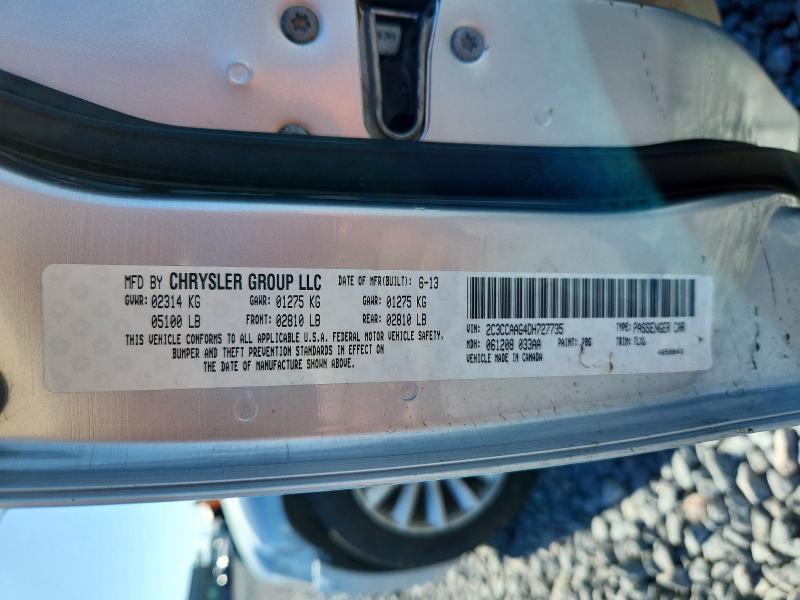 MFD BY CHRYSLER GROUP LLC DATE OF MFR(BUILT): 6-13
GVWR: 02314 KG GAWR: 01275 KG GAWR: 01275 KG
05100 LB FRONT: 02810 LB REAR: 02810 LB
THIS VEHICLE CONFORMS TO ALL APPLICABLE U.S.A. FEDERAL MOTOR VEHICLE SAFETY,
BUMPER AND THEFT PREVENTION STANDARDS IN EFFECT ON
THE DATE OF MANUFACTURE SHOWN ABOVE.
VIN: 2C3CCAAG4DH727735 TYPE: PASSENGER CAR
MDH: 061208 033AA PAINT: TRIM:
VEHICLE MADE IN CANADA